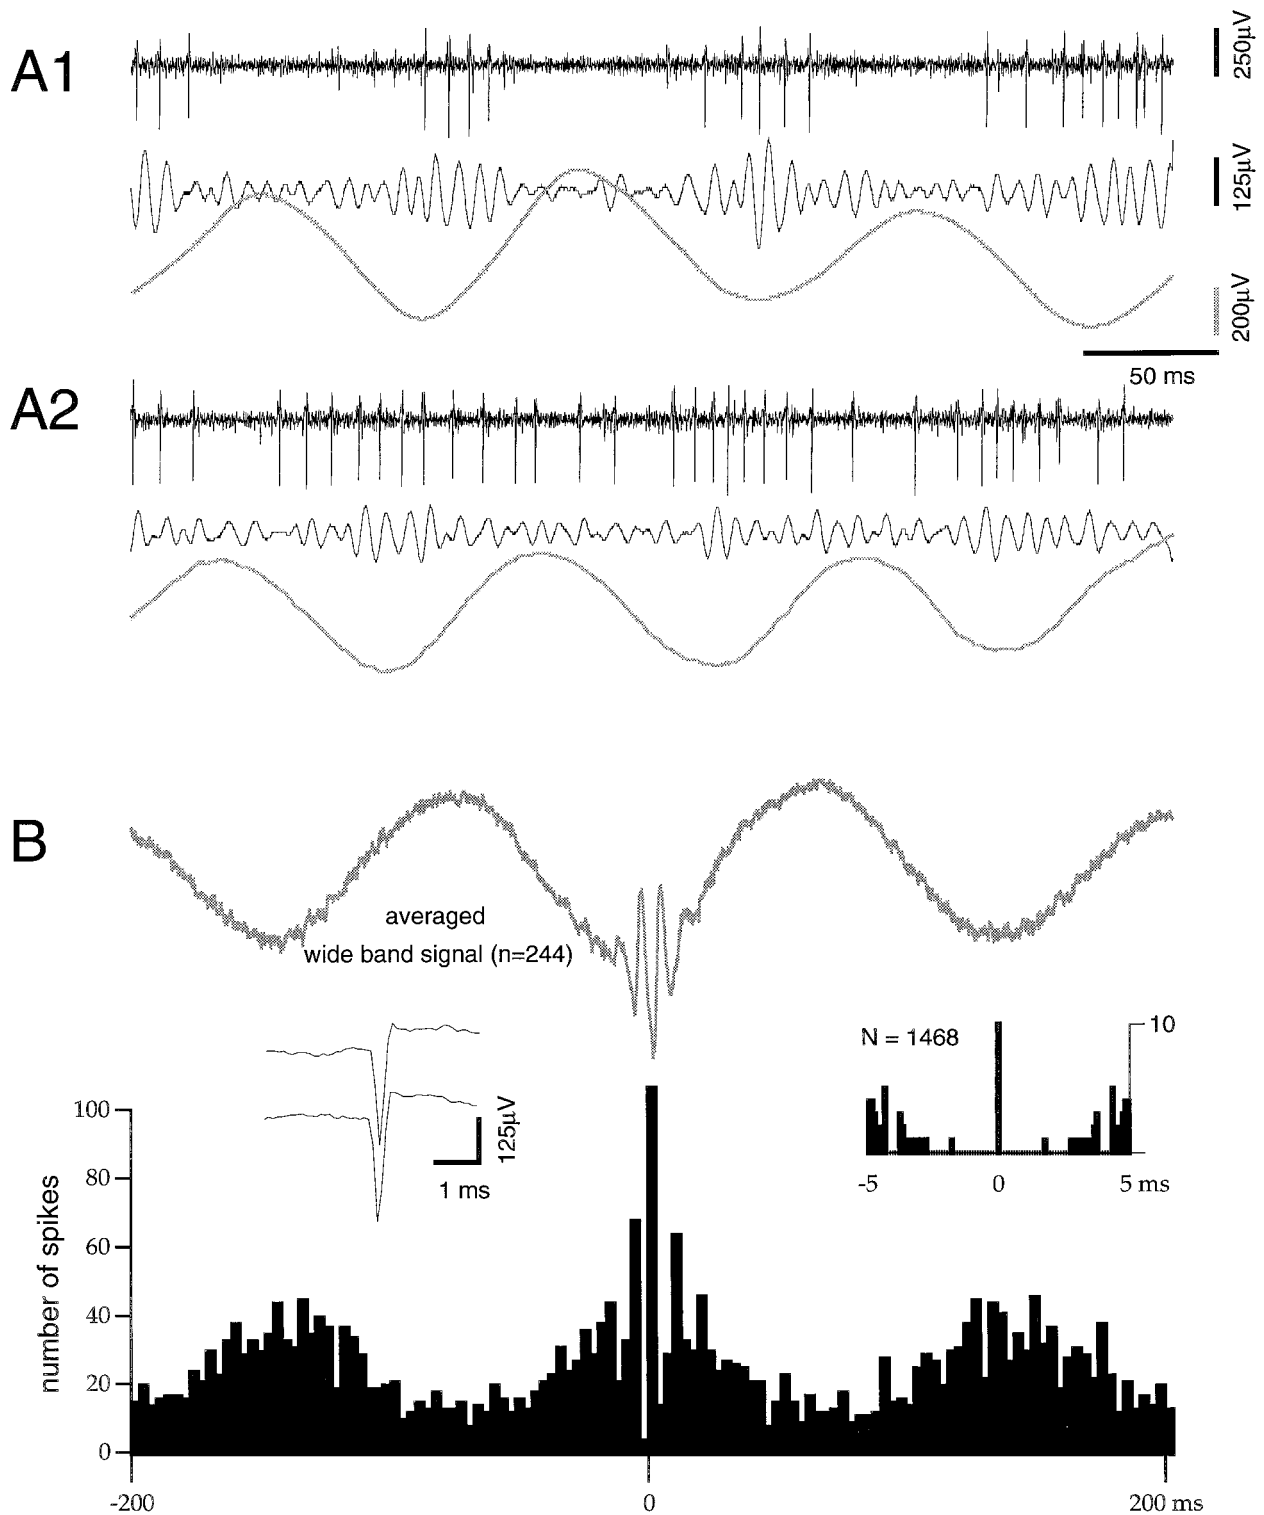 A1
250µV
125µV
200µV
50 ms
A2
B
averaged
wide band signal (n=244)
N = 1468
10
-5
0
5 ms
125µV
1 ms
number of spikes
100
80
60
40
20
0
-200
0
200 ms